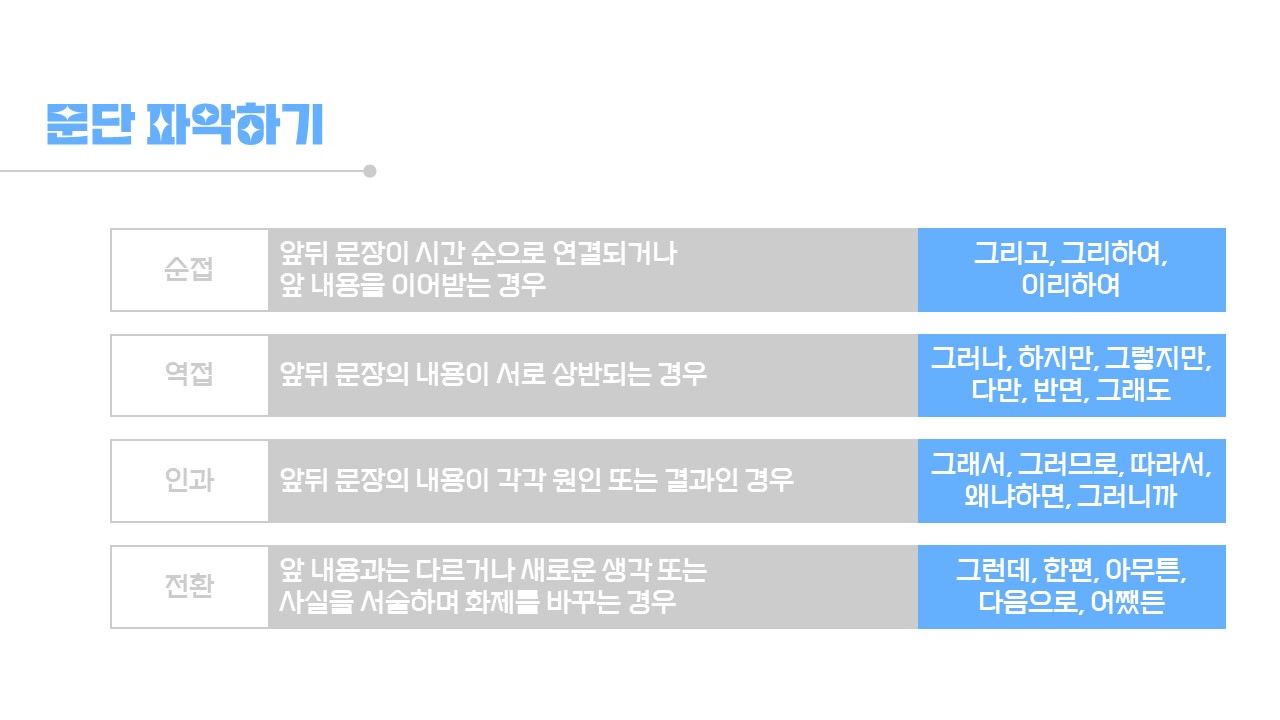 문단 파악하기
순접
앞뒤 문장이 시간 순으로 연결되거나
앞 내용을 이어받는 경우
그리고, 그리하여,
이리하여
역접
앞뒤 문장의 내용이 서로 상반되는 경우
그러나, 하지만, 그렇지만,
다만, 반면, 그래도
인과
앞뒤 문장의 내용이 각각 원인 또는 결과인 경우
그래서, 그러므로, 따라서,
왜냐하면, 그러니까
전환
앞 내용과는 다르거나 새로운 생각 또는
사실을 서술하며 화제를 바꾸는 경우
그런데, 한편, 아무튼,
다음으로, 어쨌든